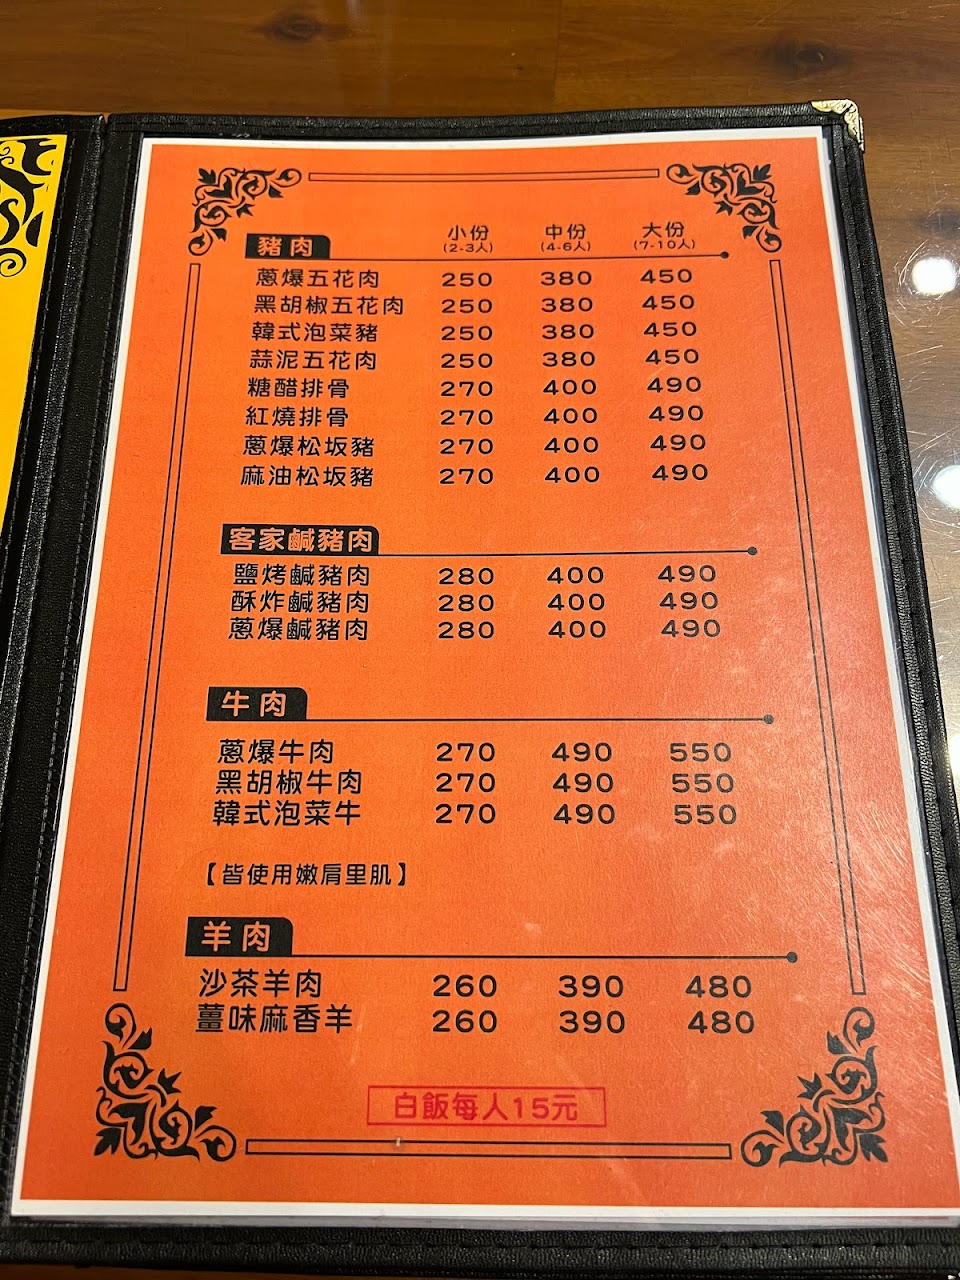 小份 中份 大份
(2-3人) (4-6人) (7-10人)
豬肉
蔥爆五花肉 250 380 450
黑胡椒五花肉 250 380 450
韓式泡菜豬 250 380 450
蒜泥五花肉 250 380 450
糖醋排骨 270 400 490
紅燒排骨 270 400 490
蔥爆松坂豬 270 400 490
麻油松坂豬 270 400 490
客家鹹豬肉
鹽烤鹹豬肉 280 400 490
酥炸鹹豬肉 280 400 490
蔥爆鹹豬肉 280 400 490
牛肉
蔥爆牛肉 270 490 550
黑胡椒牛肉 270 490 550
韓式泡菜牛 270 490 550
【皆使用嫩肩里肌】
羊肉
沙茶羊肉 260 390 480
薑味麻香羊 260 390 480
白飯每人15元